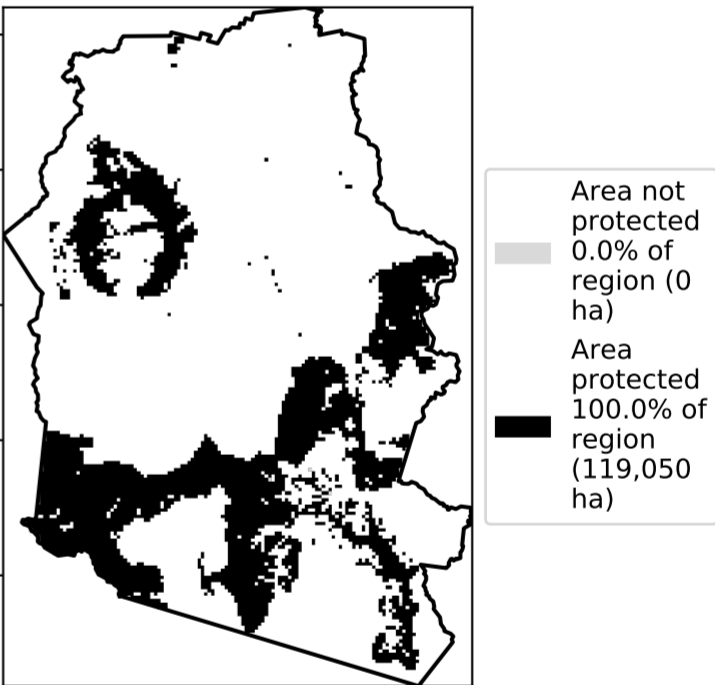 Area not
protected
0.0% of
region (0
ha)
Area
protected
100.0% of
region
(119,050
ha)